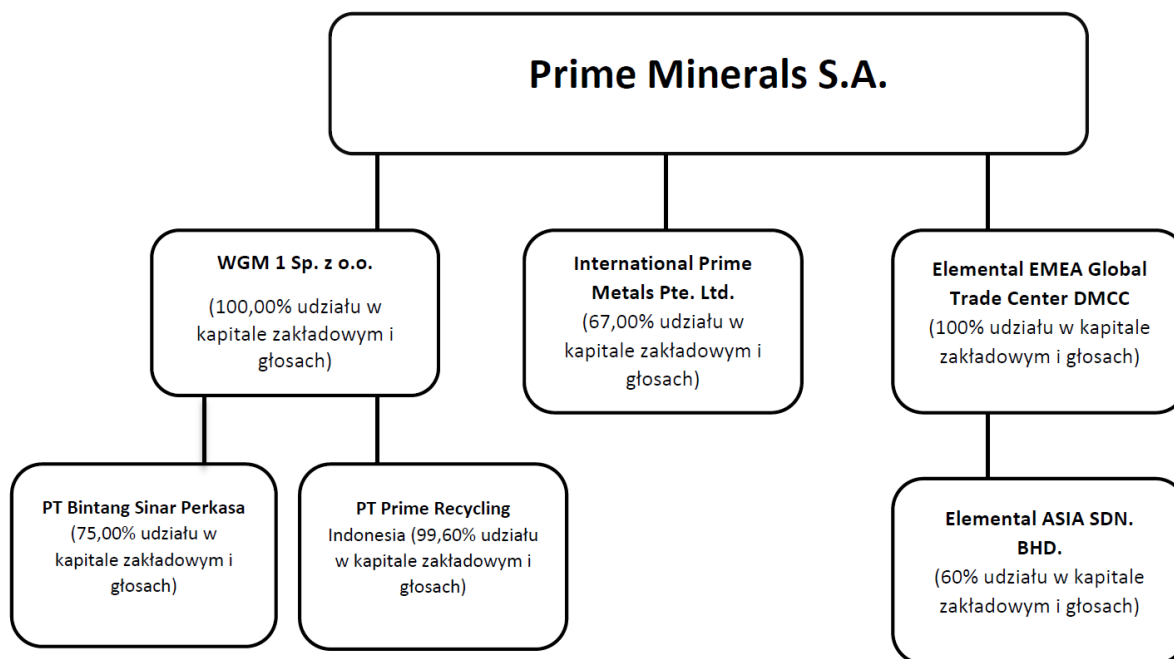 Prime Minerals S.A.
WGM 1 Sp. z o.o.
(100,00% udziału w
kapitale zakładowym i
głosach)
International Prime
Metals Pte. Ltd.
(67,00% udziału w
kapitale zakładowym i
głosach)
Elemental EMEA Global
Trade Center DMCC
(100% udziału w kapitale
zakładowym i głosach)
PT Bintang Sinar Perkasa
(75,00% udziału w
kapitale zakładowym i
głosach)
PT Prime Recycling
Indonesia (99,60% udziału
w kapitale zakładowym i
głosach)
Elemental ASIA SDN.
BHD.
(60% udziału w kapitale
zakładowym i głosach)